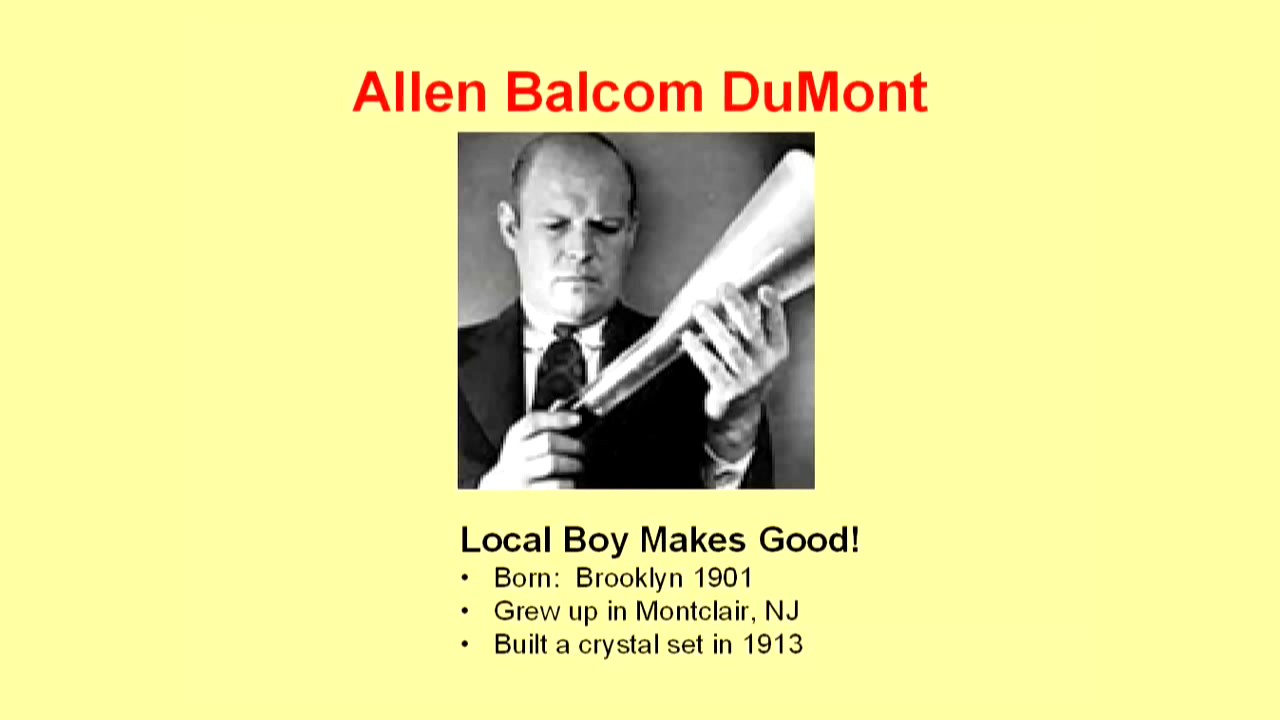 Allen Balcom DuMont
Local Boy Makes Good!
• Born: Brooklyn 1901
• Grew up in Montclair, NJ
• Built a crystal set in 1913